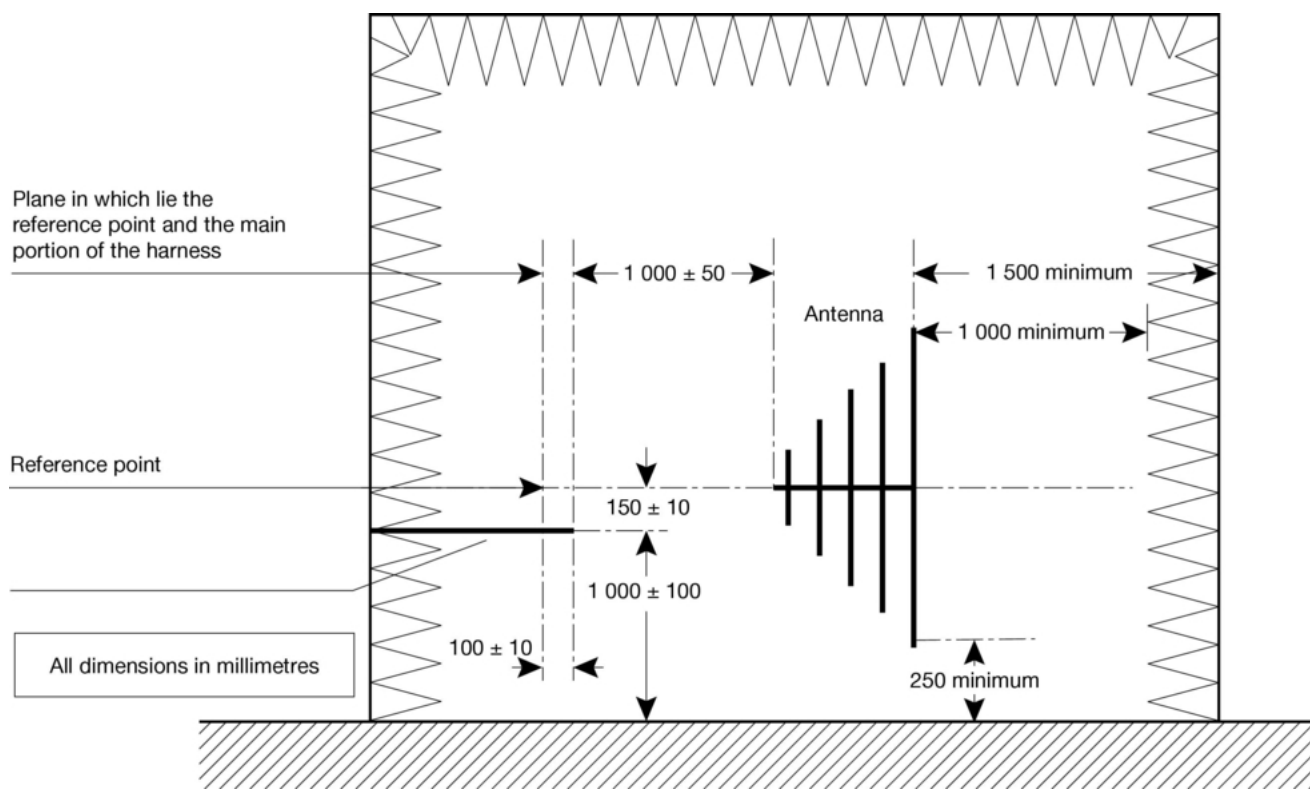 Plane in which lie the
reference point and the main
portion of the harness
1 000 ± 50
1 500 minimum
Antenna
1 000 minimum
Reference point
150 ± 10
1 000 ± 100
100 ± 10
All dimensions in millimetres
250 minimum